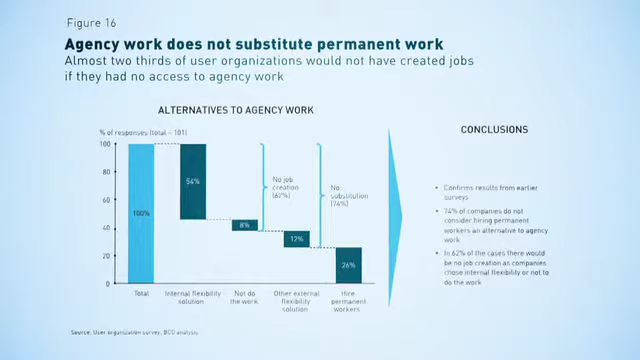 Figure 16
Agency work does not substitute permanent work
Almost two thirds of user organizations would not have created jobs
if they had no access to agency work
ALTERNATIVES TO AGENCY WORK
% of responses (total – 101)
100
80
60
40
20
0
100%
54%
8%
12%
26%
No job
creation
(62%)
No
substitution
(74%)
Total
Internal flexibility
solution
Not do
the work
Other external
flexibility
solution
Hire
permanent
workers
CONCLUSIONS
• Confirms results from earlier
surveys
• 74% of companies do not
consider hiring permanent
workers an alternative to agency
work
• In 62% of the cases there would
be no job creation as companies
chose internal flexibility or not to
do the work
Source: User organization survey, BCG analysis